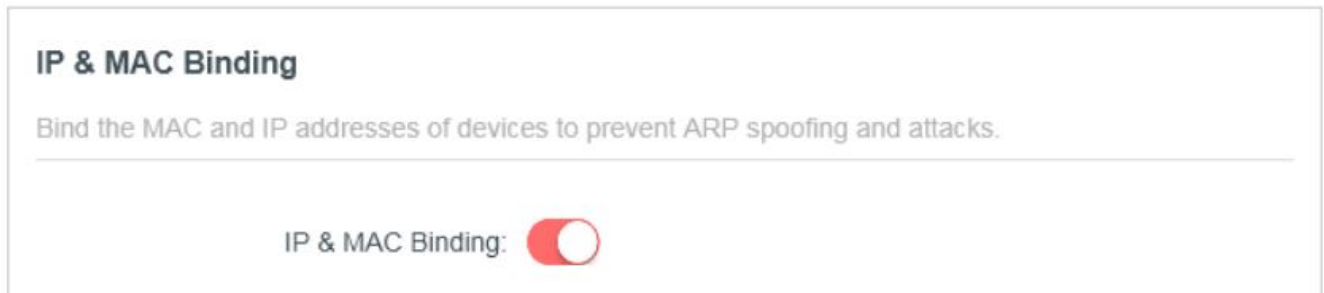 IP & MAC Binding
Bind the MAC and IP addresses of devices to prevent ARP spoofing and attacks.
IP & MAC Binding: